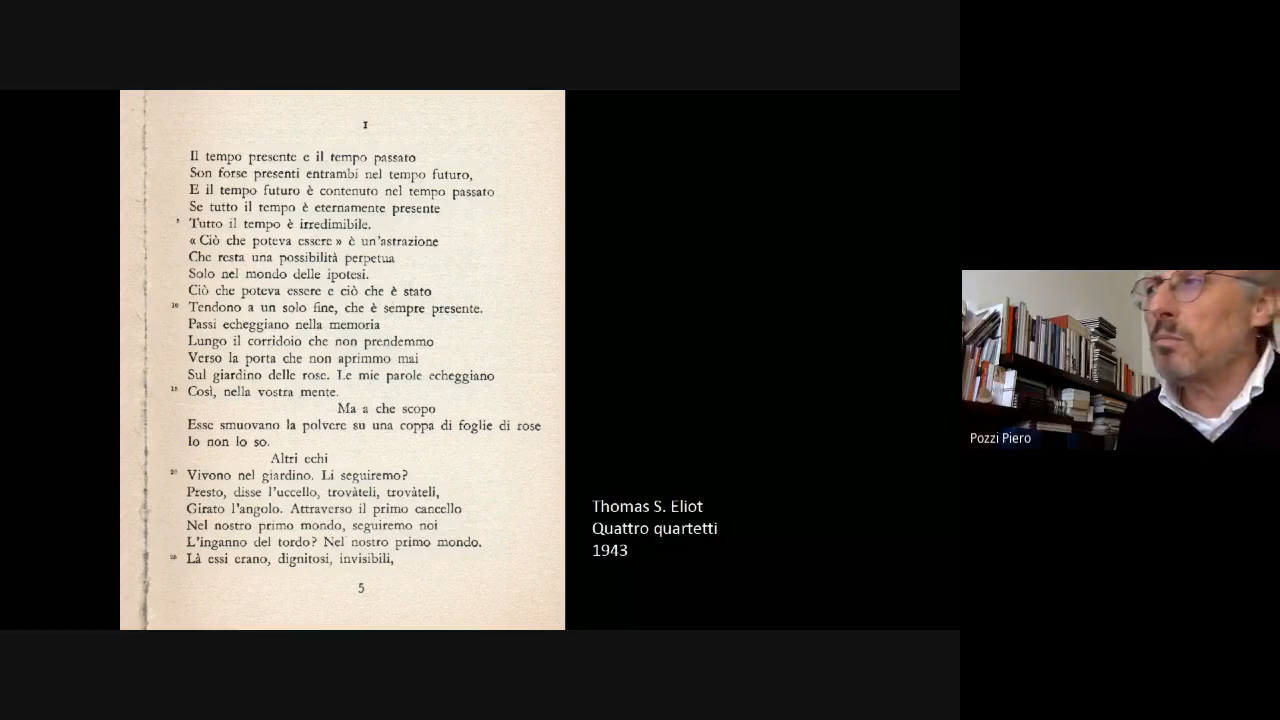 I
Il tempo presente e il tempo passato
Son forse presenti entrambi nel tempo futuro,
E il tempo futuro è contenuto nel tempo passato
Se tutto il tempo è eternamente presente
5 Tutto il tempo è irredimibile.
« Ciò che poteva essere » è un'astrazione
Che resta una possibilità perpetua
Solo nel mondo delle ipotesi.
Ciò che poteva essere e ciò che è stato
10 Tendono a un solo fine, che è sempre presente.
Passi echeggiano nella memoria
Lungo il corridoio che non prendemmo
Verso la porta che non aprimmo mai
Sul giardino delle rose. Le mie parole echeggiano
15 Così, nella vostra mente.
Ma a che scopo
Esse smuovano la polvere su una coppa di foglie di rose
Io non lo so.
Altri echi
20 Vivono nel giardino. Li seguiremo?
Presto, disse l'uccello, trovàteli, trovàteli,
Girato l'angolo. Attraverso il primo cancello
Nel nostro primo mondo, seguiremo noi
L'inganno del tordo? Nel nostro primo mondo.
25 Là essi erano, dignitosi, invisibili,
5
Thomas S. Eliot
Quattro quartetti
1943
Pozzi Piero